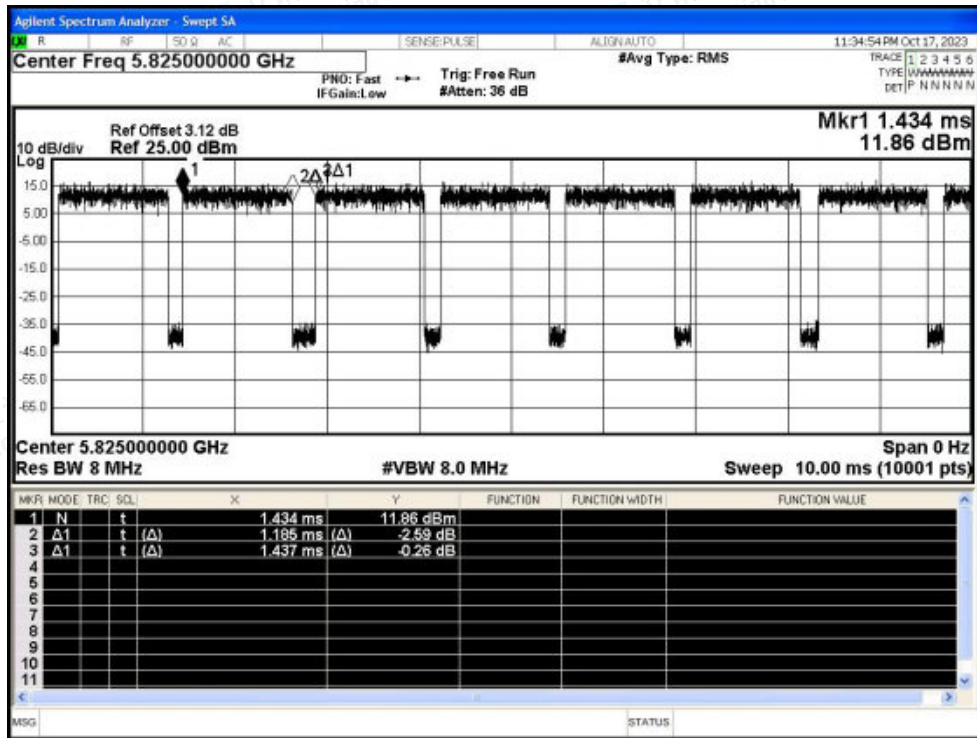 Agilent Spectrum Analyzer - Swept SA
LXI R RF 50 Ω AC SENSE:PULSE ALIGNAUTO 11:34:54PM Oct 17, 2023
Center Freq 5.825000000 GHz #Avg Type: RMS TRACE 1 2 3 4 5 6
PNO: Fast Trig: Free Run TYPE WWWWWW
IFGain:Low #Atten: 36 dB DET P N N N N N
Mkr1 1.434 ms
Ref Offset 3.12 dB
10 dB/div Ref 25.00 dBm 11.86 dBm
Log
1 2Δ1 3Δ1
15.0
5.00
-5.00
-15.0
-25.0
-35.0
-45.0
-55.0
-65.0
Center 5.825000000 GHz Span 0 Hz
Res BW 8 MHz #VBW 8.0 MHz Sweep 10.00 ms (10001 pts)
MKR MODE TRC SCL X Y FUNCTION FUNCTION WIDTH FUNCTION VALUE
1 N t 1.434 ms 11.86 dBm
2 Δ1 t (Δ) 1.185 ms (Δ) -2.59 dB
3 Δ1 t (Δ) 1.437 ms (Δ) -0.26 dB
4
5
6
7
8
9
10
11
MSG STATUS